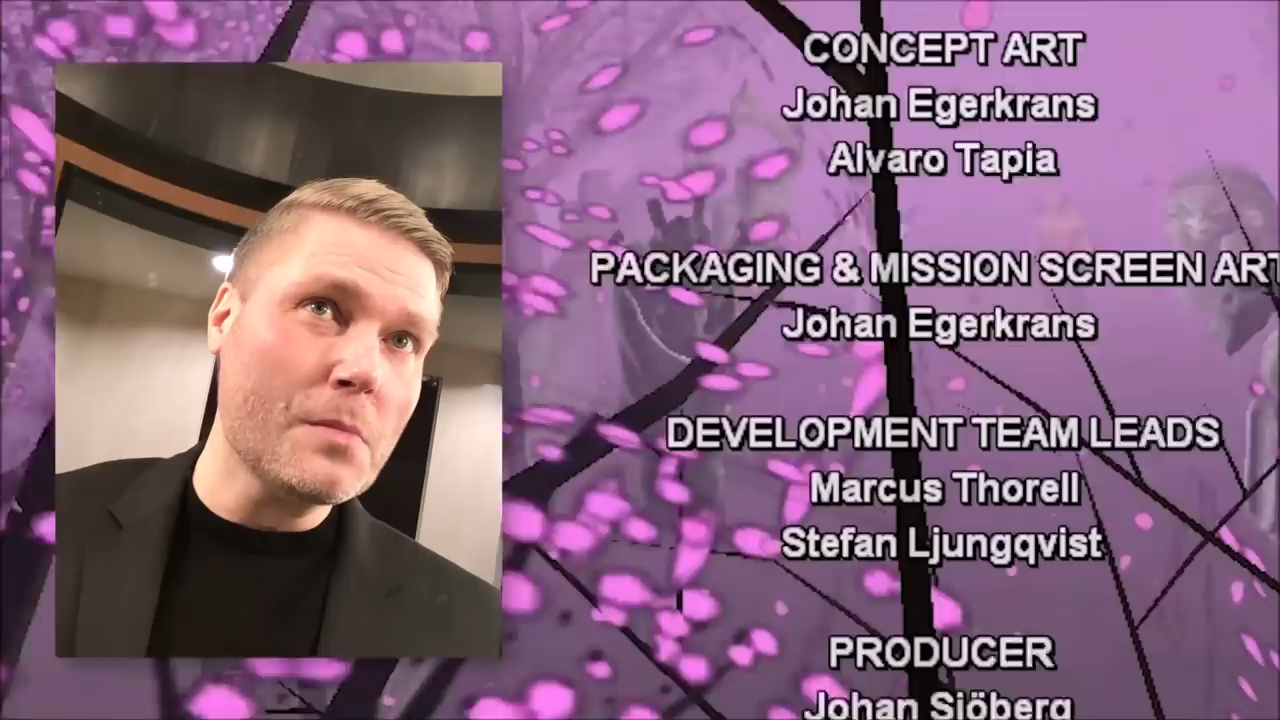 CONCEPT ART
Johan Egerkrans
Alvaro Tapia
PACKAGING & MISSION SCREEN ART
Johan Egerkrans
DEVELOPMENT TEAM LEADS
Marcus Thorell
Stefan Ljungqvist
PRODUCER
Johan Sjöberg